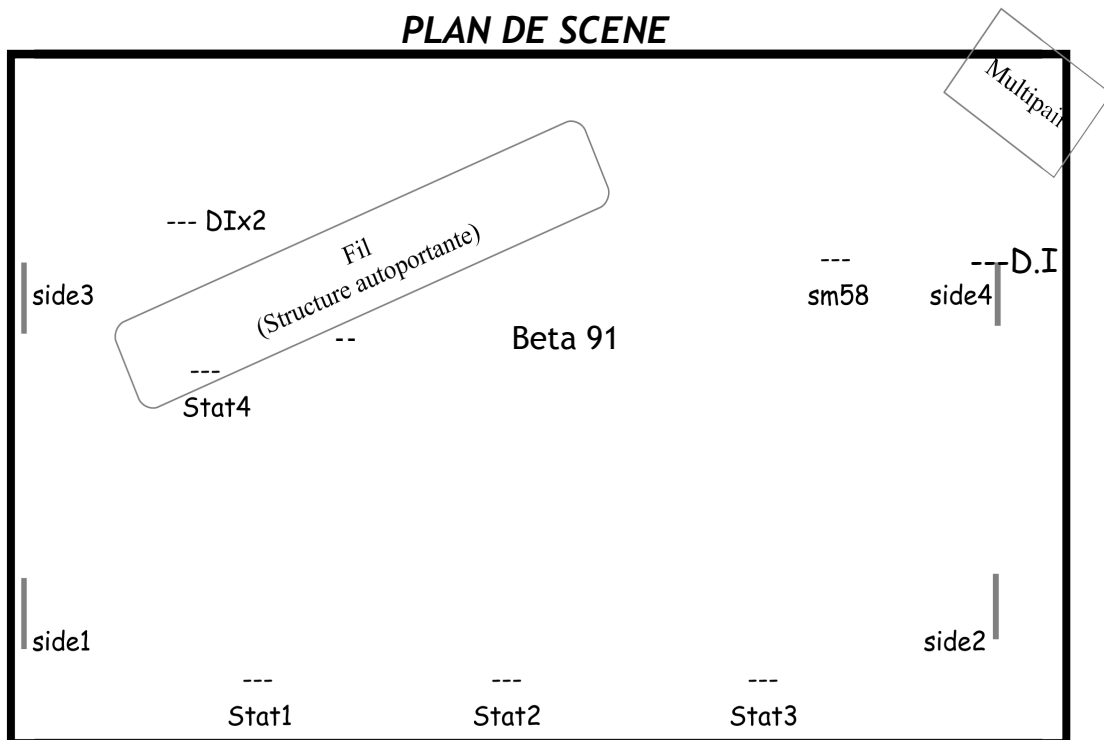 PLAN DE SCENE
Multipair
--- DIx2
Fil
(Structure autoportante)
---
---D.I
side3
sm58
side4
--
Beta 91
---
Stat4
side1
side2
---
---
---
Stat1
Stat2
Stat3